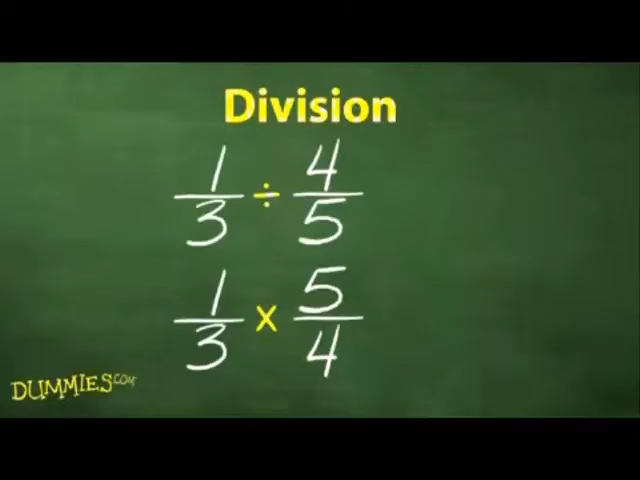 Division
1/3 ÷ 4/5
1/3 x 5/4
DUMMIES.COM